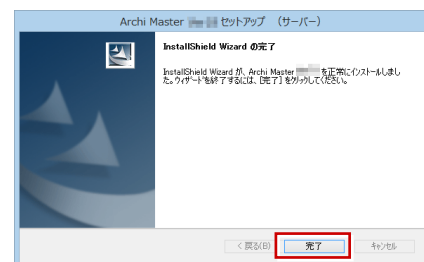 Archi Master セットアップ (サーバー)
InstallShield Wizard の完了
InstallShield Wizard が、Archi Master を正常にインストールしまし
た。ウィザードを終了するには、[完了] をクリックしてください。
< 戻る(B)
完了
キャンセル